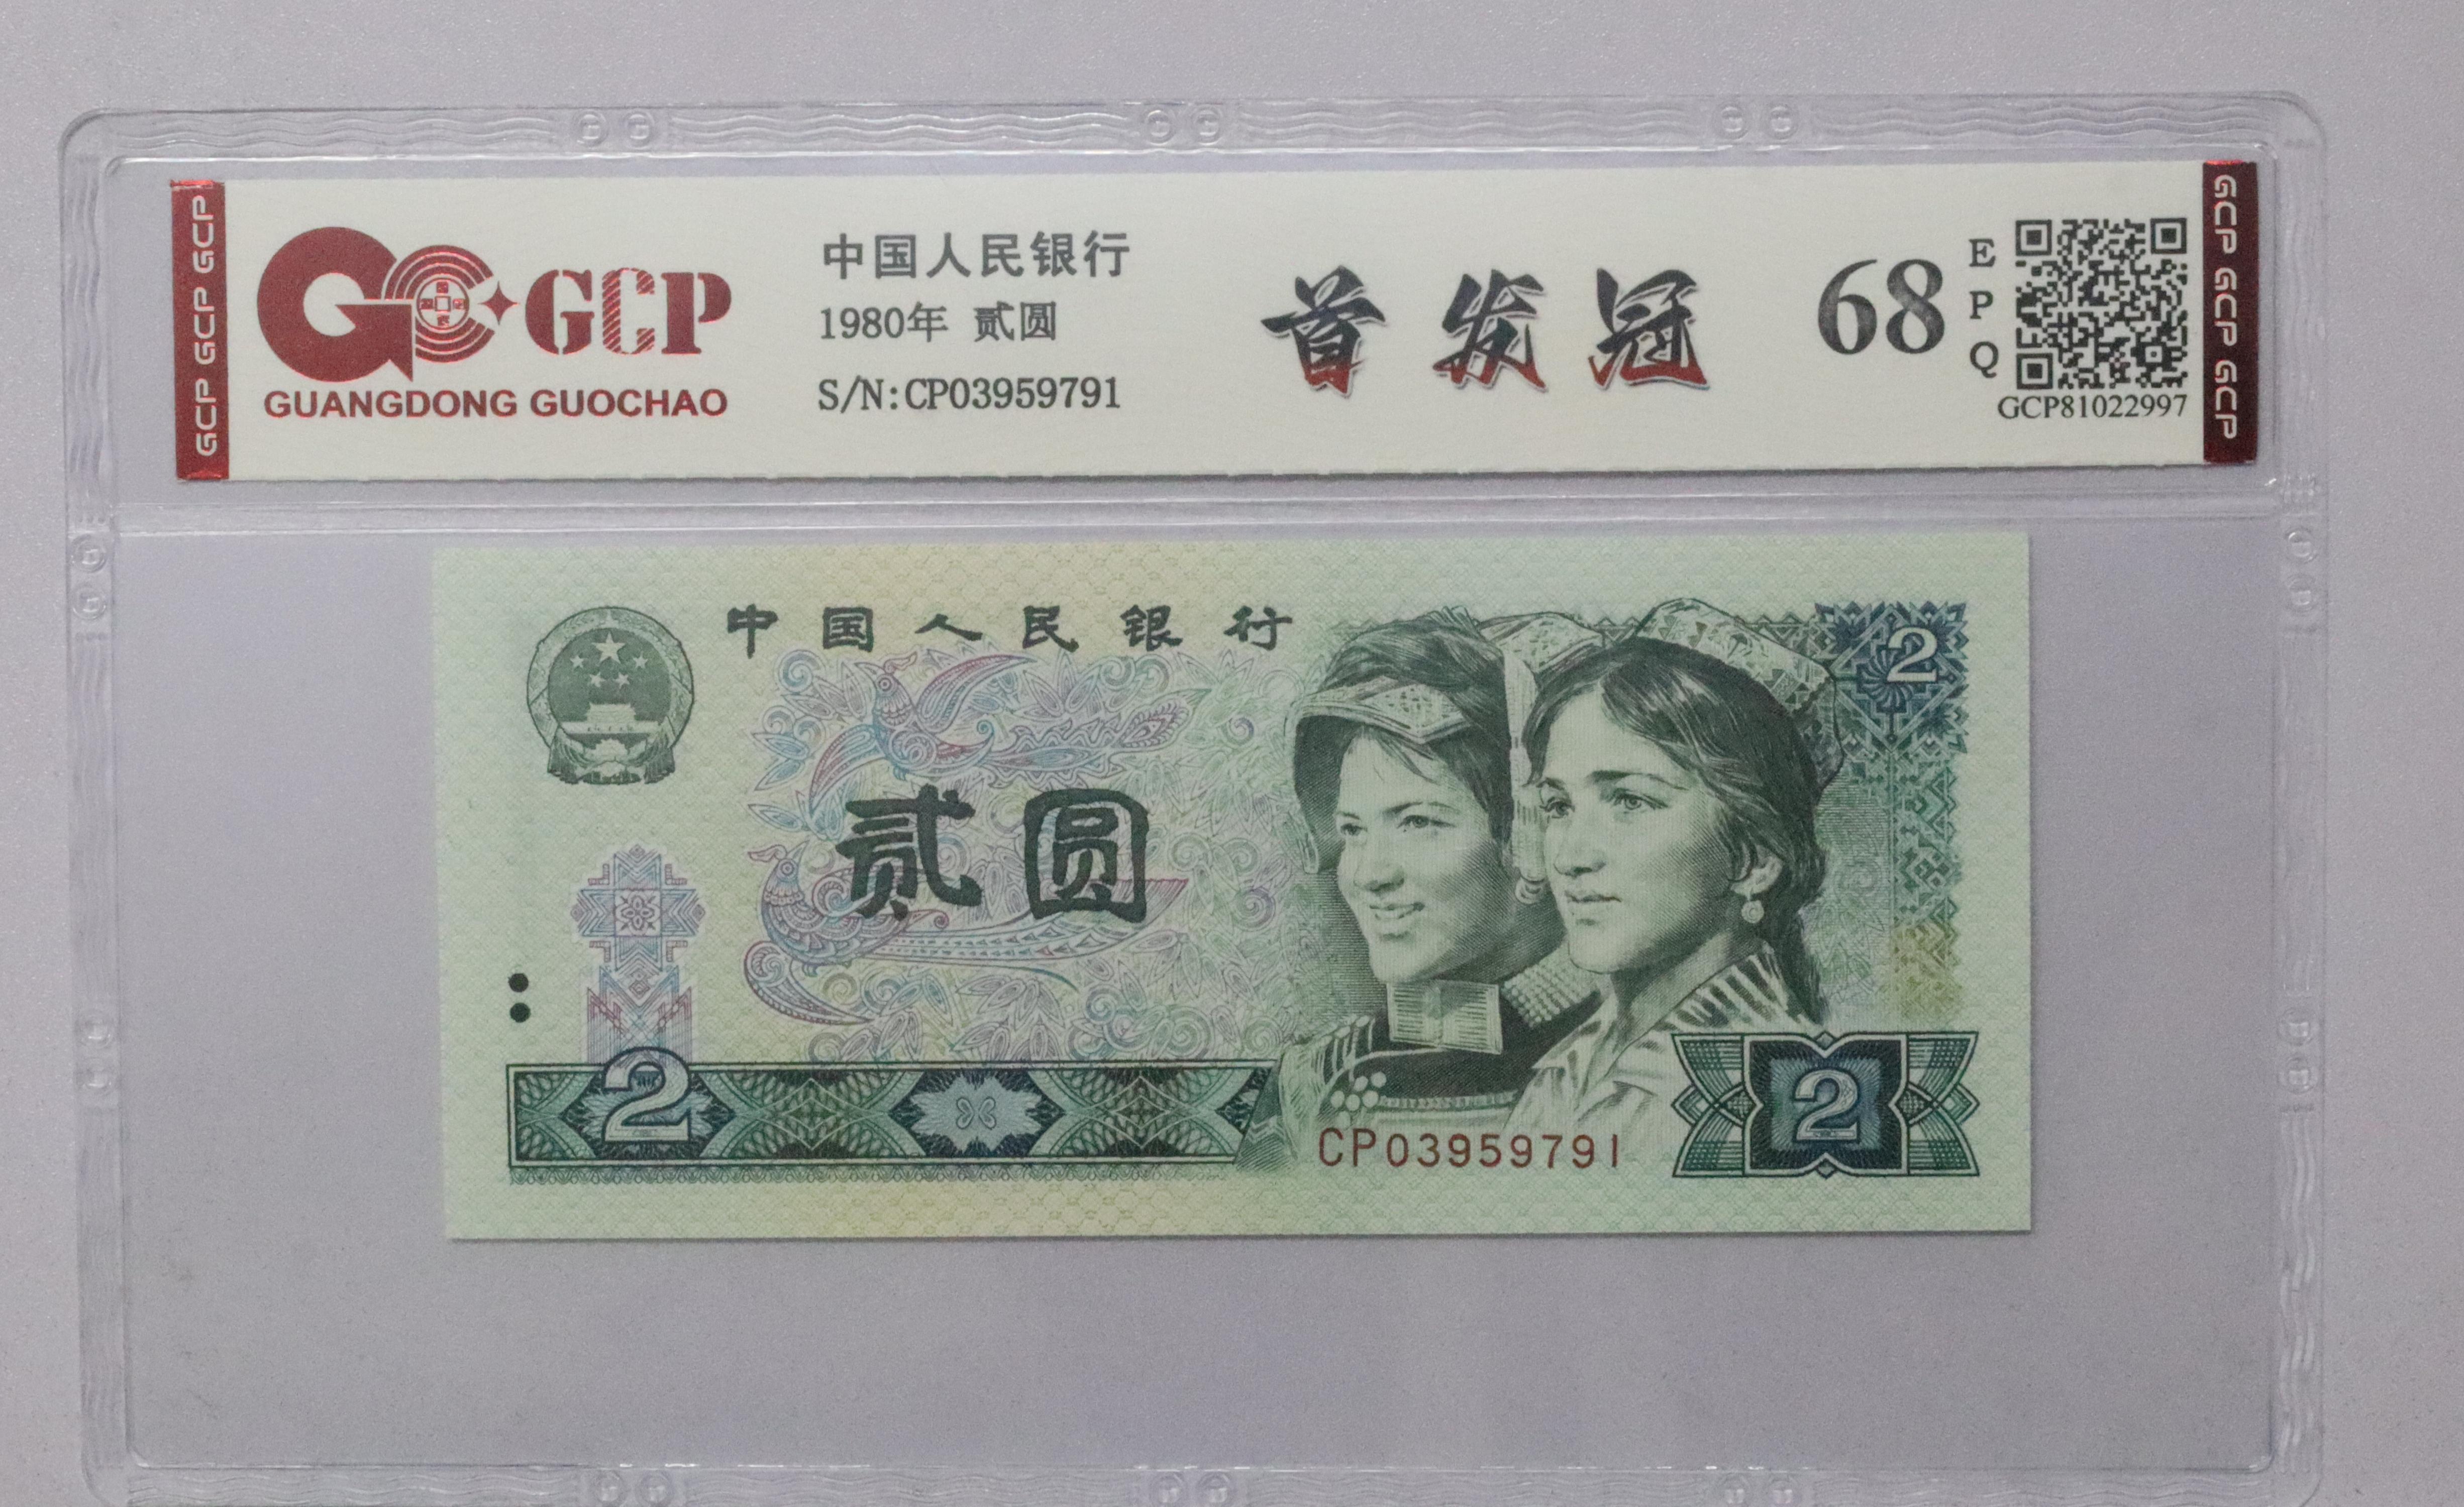 GCP GCP GCP
GCP
GUANGDONG GUOCHAO
中国人民银行
1980年 贰圆
S/N:CP03959791
首发冠
68
EPQ
GCP81022997
GCP GCP GCP
中国人民银行
2
贰圆
2
CP03959791
2